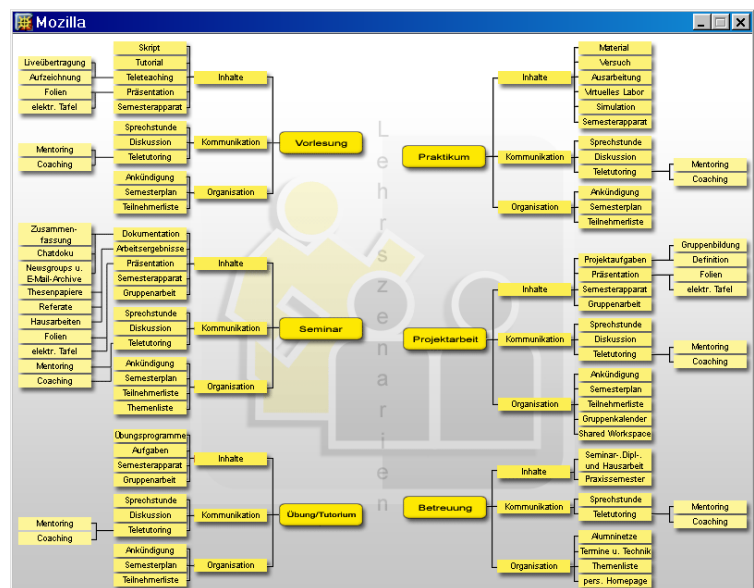 Mozilla
Lehrszenarien
Vorlesung
Inhalte
Skript
Tutorial
Teleteaching
Präsentation
Semesterapparat
Liveübertragung
Aufzeichnung
Folien
elektr. Tafel
Kommunikation
Sprechstunde
Diskussion
Teletutoring
Mentoring
Coaching
Organisation
Ankündigung
Semesterplan
Teilnehmerliste
Seminar
Inhalte
Dokumentation
Arbeitsergebnisse
Präsentation
Semesterapparat
Gruppenarbeit
Zusammen-
fassung
Chatdoku
Newsgroups u.
E-Mail-Archive
Thesenpapiere
Referate
Hausarbeiten
Folien
elektr. Tafel
Mentoring
Coaching
Kommunikation
Sprechstunde
Diskussion
Teletutoring
Organisation
Ankündigung
Semesterplan
Teilnehmerliste
Themenliste
Übung/Tutorium
Inhalte
Übungsprogramme
Aufgaben
Semesterapparat
Gruppenarbeit
Kommunikation
Sprechstunde
Diskussion
Teletutoring
Mentoring
Coaching
Organisation
Ankündigung
Semesterplan
Teilnehmerliste
Praktikum
Inhalte
Material
Versuch
Ausarbeitung
Virtuelles Labor
Simulation
Semesterapparat
Kommunikation
Sprechstunde
Diskussion
Teletutoring
Mentoring
Coaching
Organisation
Ankündigung
Semesterplan
Teilnehmerliste
Projektarbeit
Inhalte
Projektaufgaben
Präsentation
Semesterapparat
Gruppenarbeit
Gruppenbildung
Definition
Folien
elektr. Tafel
Kommunikation
Sprechstunde
Diskussion
Teletutoring
Mentoring
Coaching
Organisation
Ankündigung
Semesterplan
Teilnehmerliste
Gruppenkalender
Shared Workspace
Betreuung
Inhalte
Seminar-.Dipl-.
und Hausarbeit
Praxissemester
Kommunikation
Sprechstunde
Teletutoring
Mentoring
Coaching
Organisation
Alumninetze
Termine u. Technik
Themenliste
pers. Homepage